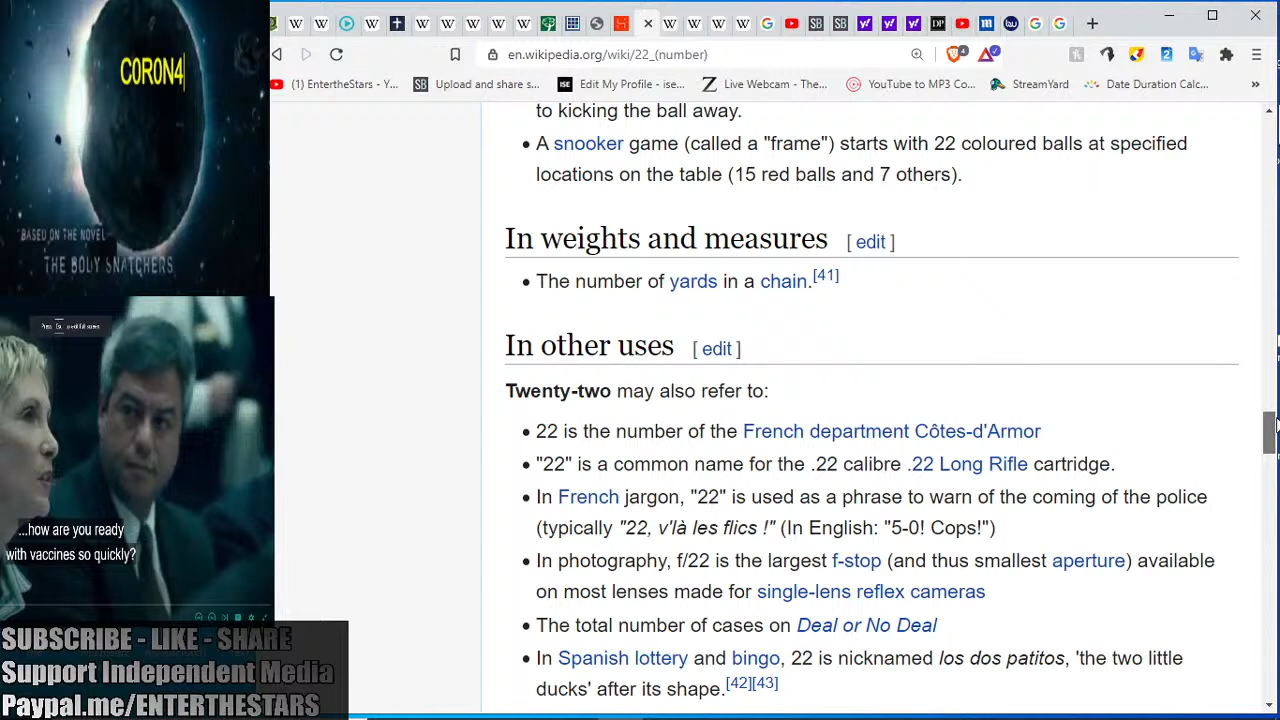 CORON4
"BASED ON THE NOVEL
THE BODY SNATCHERS
...how are you ready
with vaccines so quickly?
SUBSCRIBE - LIKE - SHARE
Support Independent Media
Paypal.me/ENTERTHESTARS
en.wikipedia.org/wiki/22_(number)
(1) EntertheStars - Y...
Upload and share s...
Edit My Profile - ise...
Live Webcam - The...
YouTube to MP3 Co...
StreamYard
Date Duration Calc...
»
to kicking the ball away.
• A snooker game (called a "frame") starts with 22 coloured balls at specified
locations on the table (15 red balls and 7 others).
In weights and measures [ edit ]
• The number of yards in a chain.[41]
In other uses [ edit ]
Twenty-two may also refer to:
• 22 is the number of the French department Côtes-d'Armor
• "22" is a common name for the .22 calibre .22 Long Rifle cartridge.
• In French jargon, "22" is used as a phrase to warn of the coming of the police
(typically "22, v'là les flics !" (In English: "5-0! Cops!")
• In photography, f/22 is the largest f-stop (and thus smallest aperture) available
on most lenses made for single-lens reflex cameras
• The total number of cases on Deal or No Deal
• In Spanish lottery and bingo, 22 is nicknamed los dos patitos, 'the two little
ducks' after its shape.[42][43]